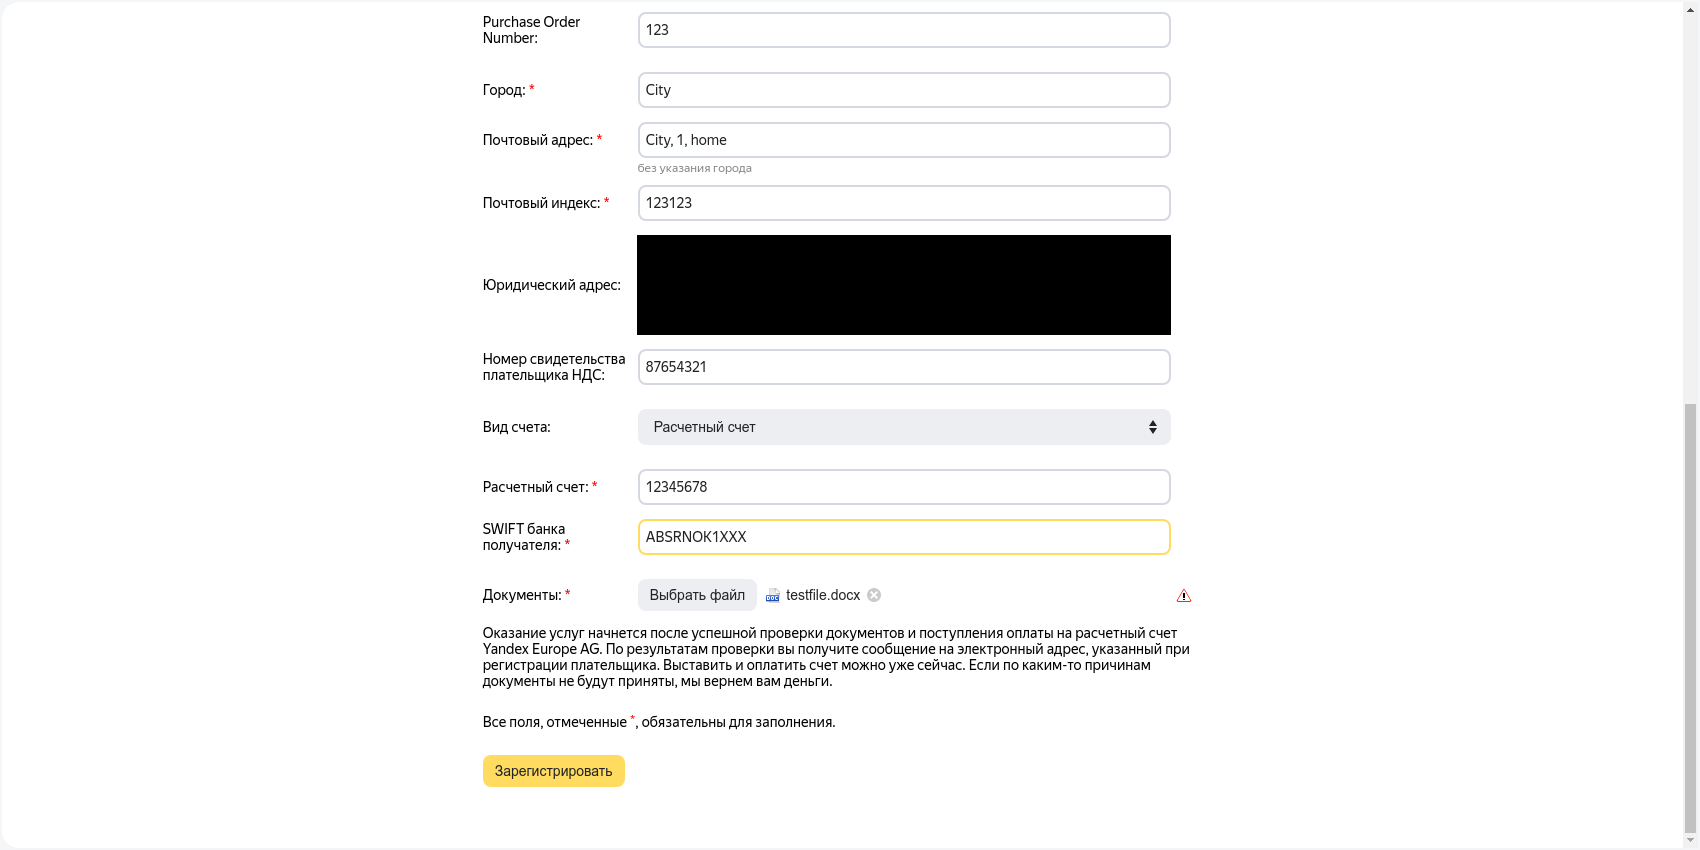 Purchase Order
Number:
123
Город: *
City
Почтовый адрес: *
City, 1, home
без указания города
Почтовый индекс: *
123123
Юридический адрес:
Номер свидетельства
плательщика НДС:
87654321
Вид счета:
Расчетный счет
Расчетный счет: *
12345678
SWIFT банка
получателя: *
ABSRNOK1XXX
Документы: *
Выбрать файл
DOC
testfile.docx
Оказание услуг начнется после успешной проверки документов и поступления оплаты на расчетный счет
Yandex Europe AG. По результатам проверки вы получите сообщение на электронный адрес, указанный при
регистрации плательщика. Выставить и оплатить счет можно уже сейчас. Если по каким-то причинам
документы не будут приняты, мы вернем вам деньги.
Все поля, отмеченные *, обязательны для заполнения.
Зарегистрировать